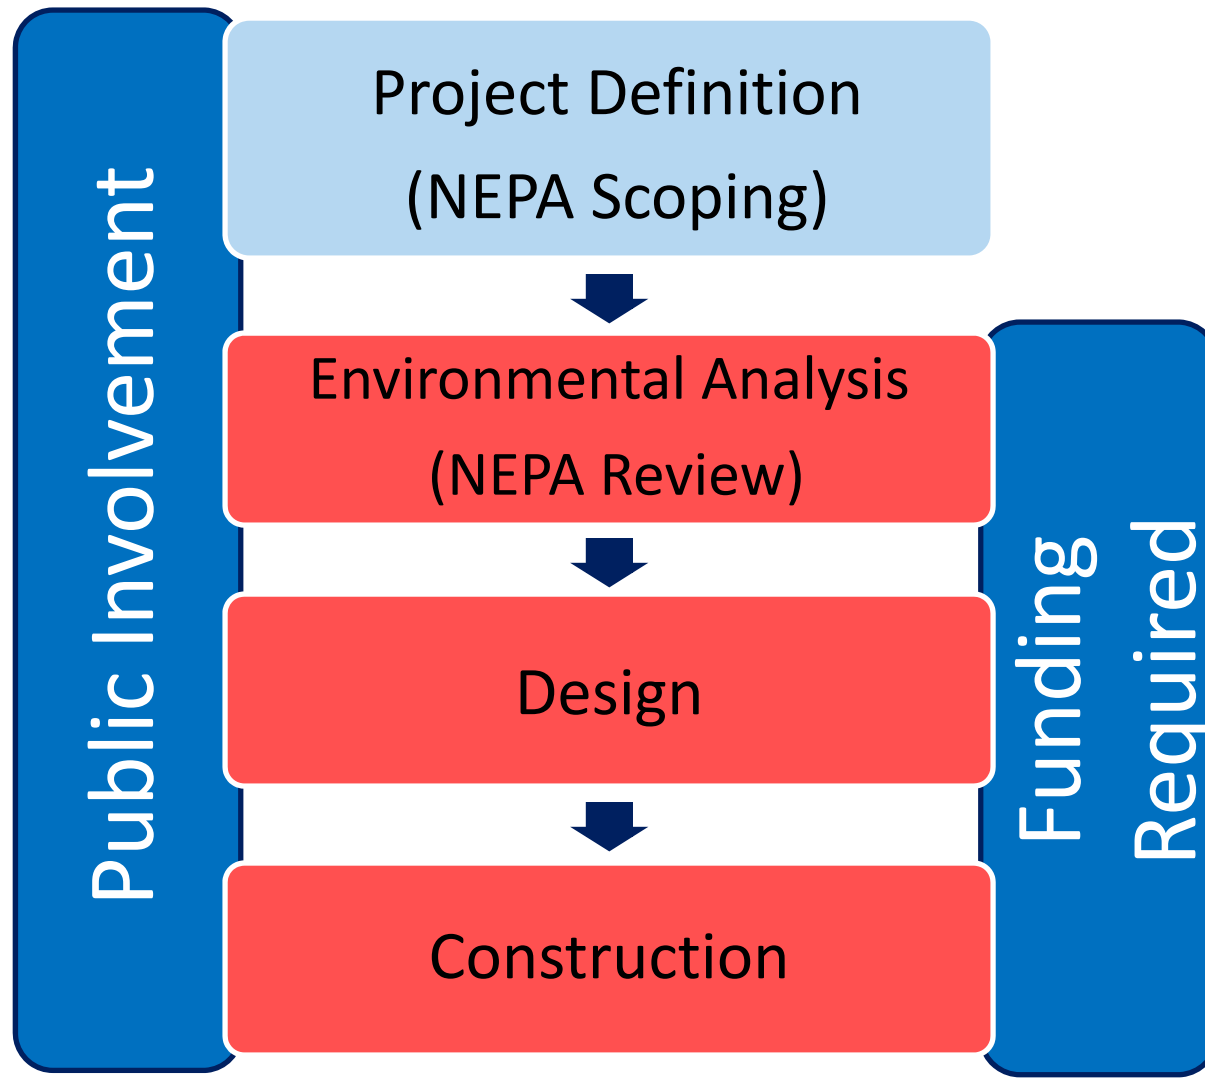 Public Involvement
Project Definition
(NEPA Scoping)
Environmental Analysis
(NEPA Review)
Design
Construction
Funding
Required